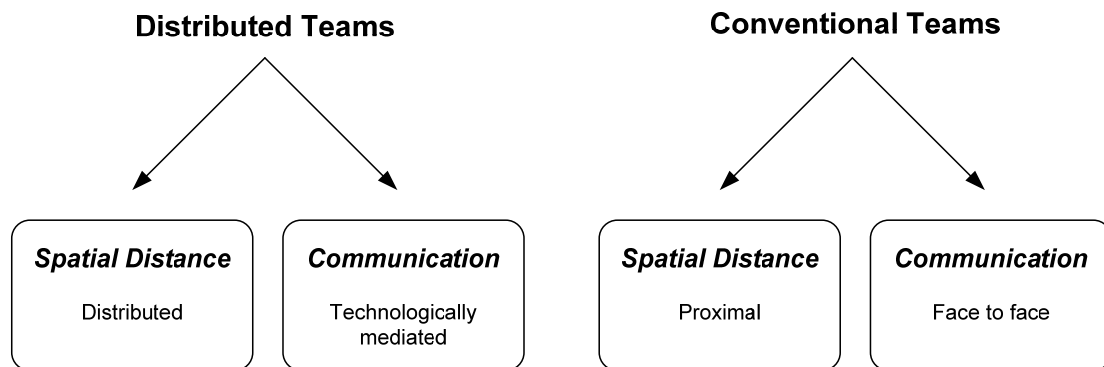 Distributed Teams
Conventional Teams
Spatial Distance
Distributed
Communication
Technologically
mediated
Spatial Distance
Proximal
Communication
Face to face